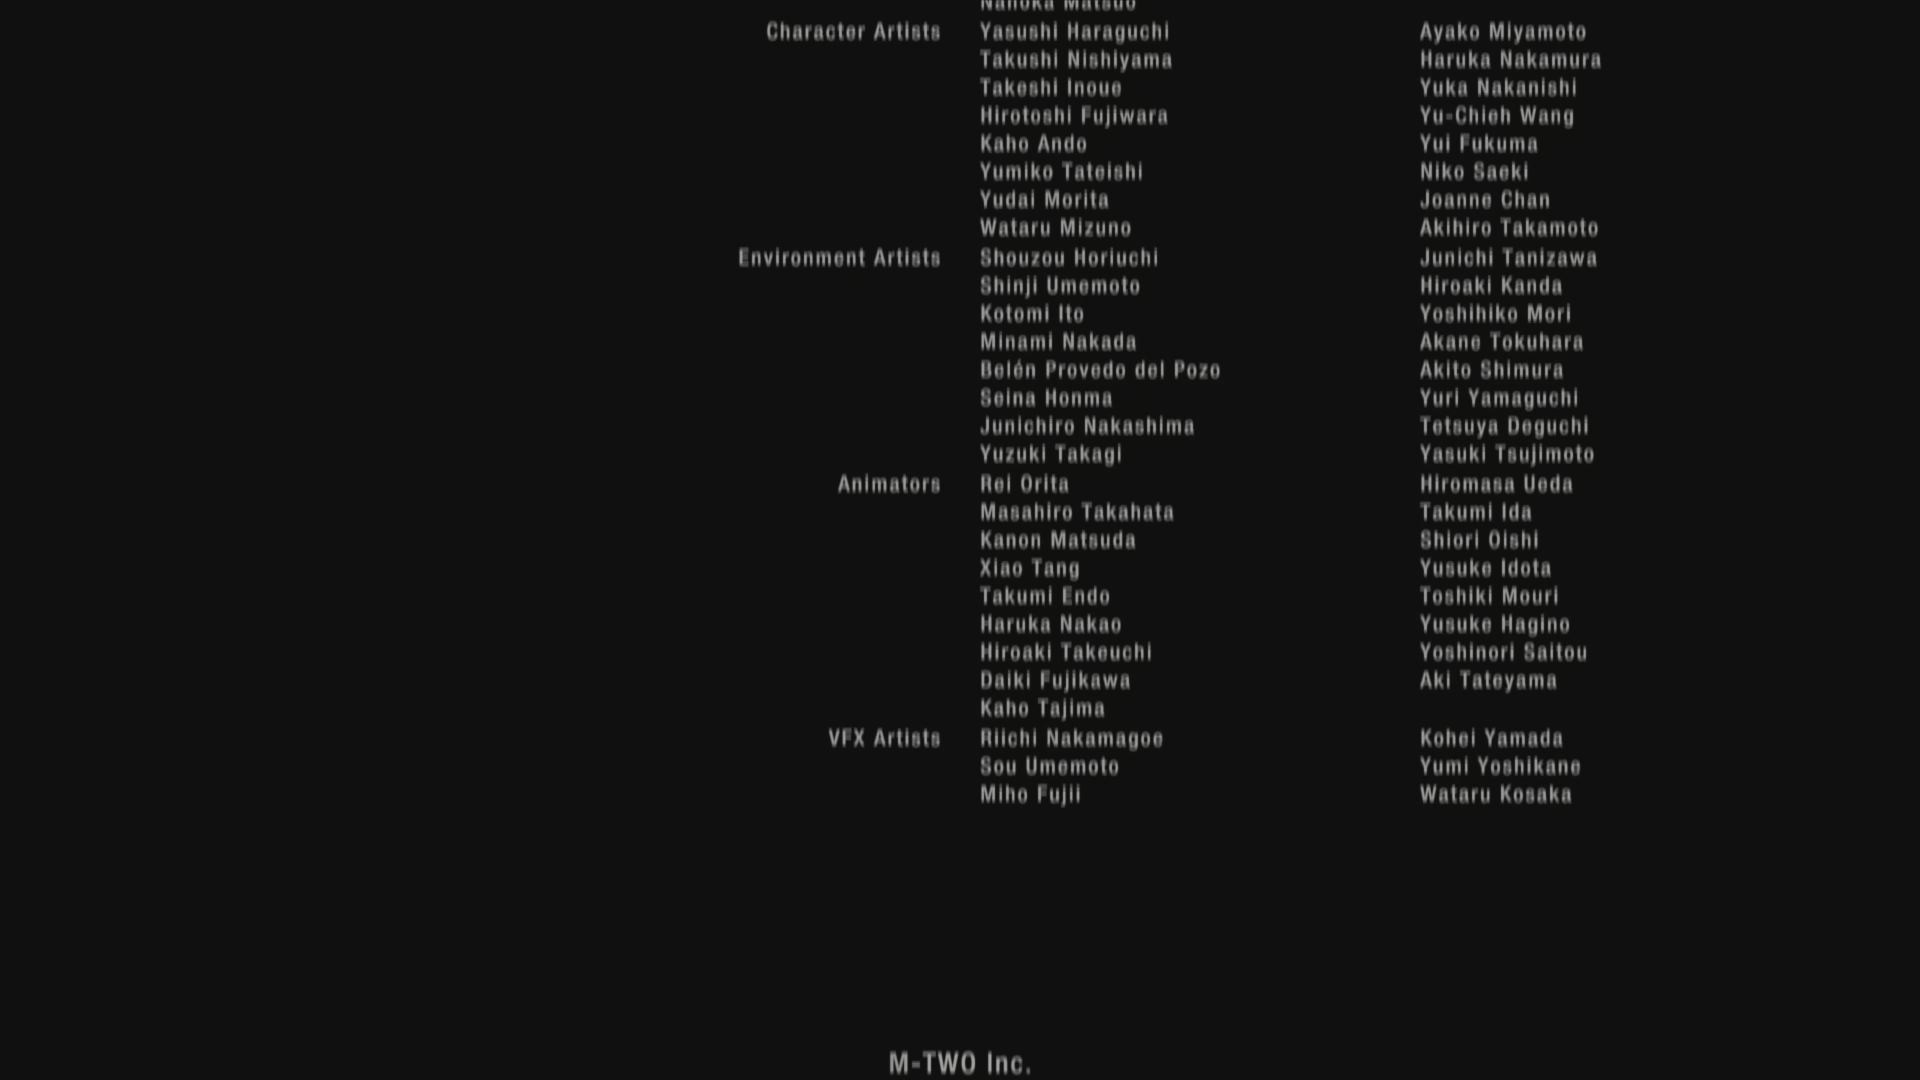 Nanoka Matsuo
Character Artists Yasushi Haraguchi Ayako Miyamoto
Takushi Nishiyama Haruka Nakamura
Takeshi Inoue Yuka Nakanishi
Hirotoshi Fujiwara Yu-Chieh Wang
Kaho Ando Yui Fukuma
Yumiko Tateishi Niko Saeki
Yudai Morita Joanne Chan
Wataru Mizuno Akihiro Takamoto
Environment Artists Shouzou Horiuchi Junichi Tanizawa
Shinji Umemoto Hiroaki Kanda
Kotomi Ito Yoshihiko Mori
Minami Nakada Akane Tokuhara
Belén Provedo del Pozo Akito Shimura
Seina Honma Yuri Yamaguchi
Junichiro Nakashima Tetsuya Deguchi
Yuzuki Takagi Yasuki Tsujimoto
Animators Rei Orita Hiromasa Ueda
Masahiro Takahata Takumi Ida
Kanon Matsuda Shiori Oishi
Xiao Tang Yusuke Idota
Takumi Endo Toshiki Mouri
Haruka Nakao Yusuke Hagino
Hiroaki Takeuchi Yoshinori Saitou
Daiki Fujikawa Aki Tateyama
Kaho Tajima
VFX Artists Riichi Nakamagoe Kohei Yamada
Sou Umemoto Yumi Yoshikane
Miho Fujii Wataru Kosaka
M-TWO Inc.